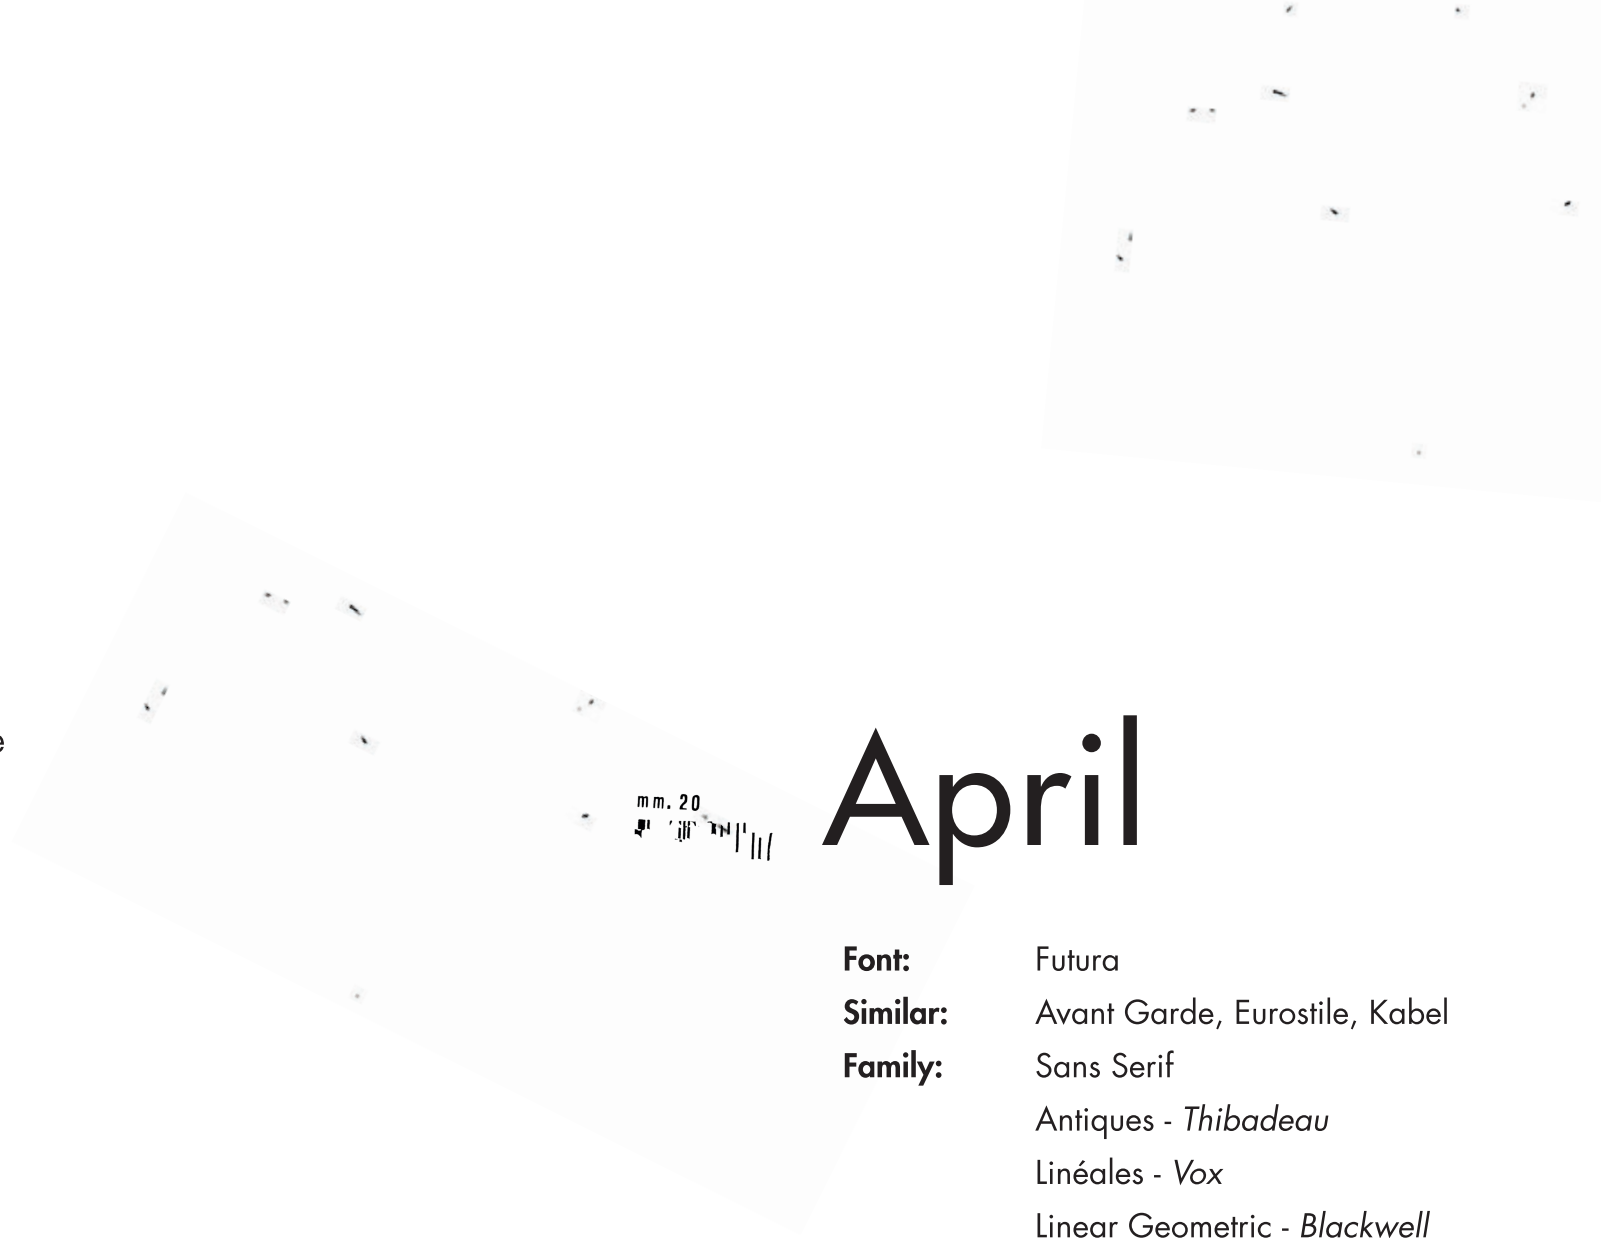 e
mm. 20
April
Font: Futura
Similar: Avant Garde, Eurostile, Kabel
Family: Sans Serif
Antiques - Thibadeau
Linéales - Vox
Linear Geometric - Blackwell